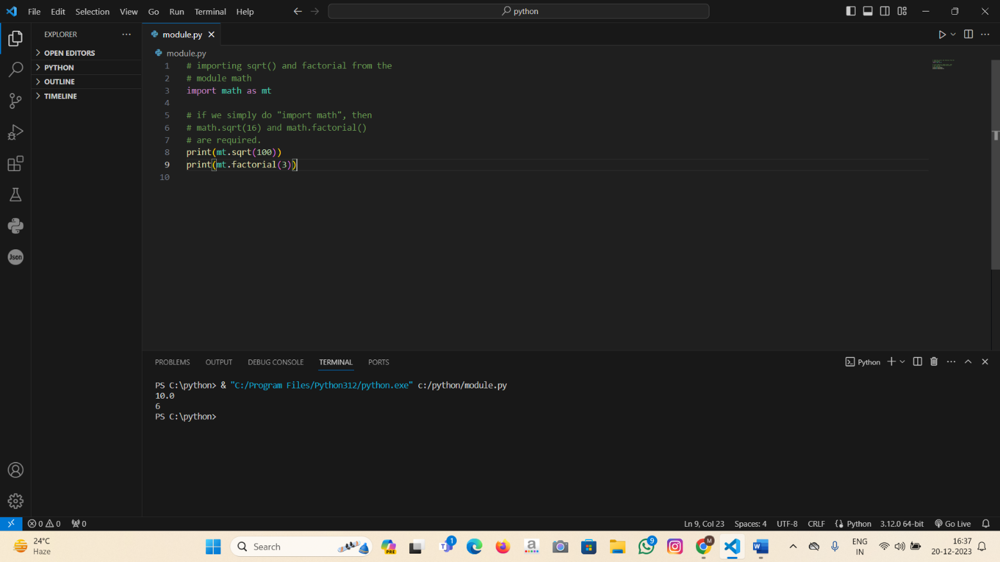 File Edit Selection View Go Run Terminal Help
python
EXPLORER
OPEN EDITORS
PYTHON
OUTLINE
TIMELINE
Json
module.py
module.py
1 # importing sqrt() and factorial from the
2 # module math
3 import math as mt
4
5 # if we simply do "import math", then
6 # math.sqrt(16) and math.factorial()
7 # are required.
8 print(mt.sqrt(100))
9 print(mt.factorial(3))
10
PROBLEMS OUTPUT DEBUG CONSOLE TERMINAL PORTS
Python
PS C:\python> & "C:/Program Files/Python312/python.exe" c:/python/module.py
10.0
6
PS C:\python>
0 0 0
Ln 9, Col 23 Spaces: 4 UTF-8 CRLF Python 3.12.0 64-bit Go Live
24°C
Haze
Search
PRE
1
a
9
M
ENG
IN
16:37
20-12-2023